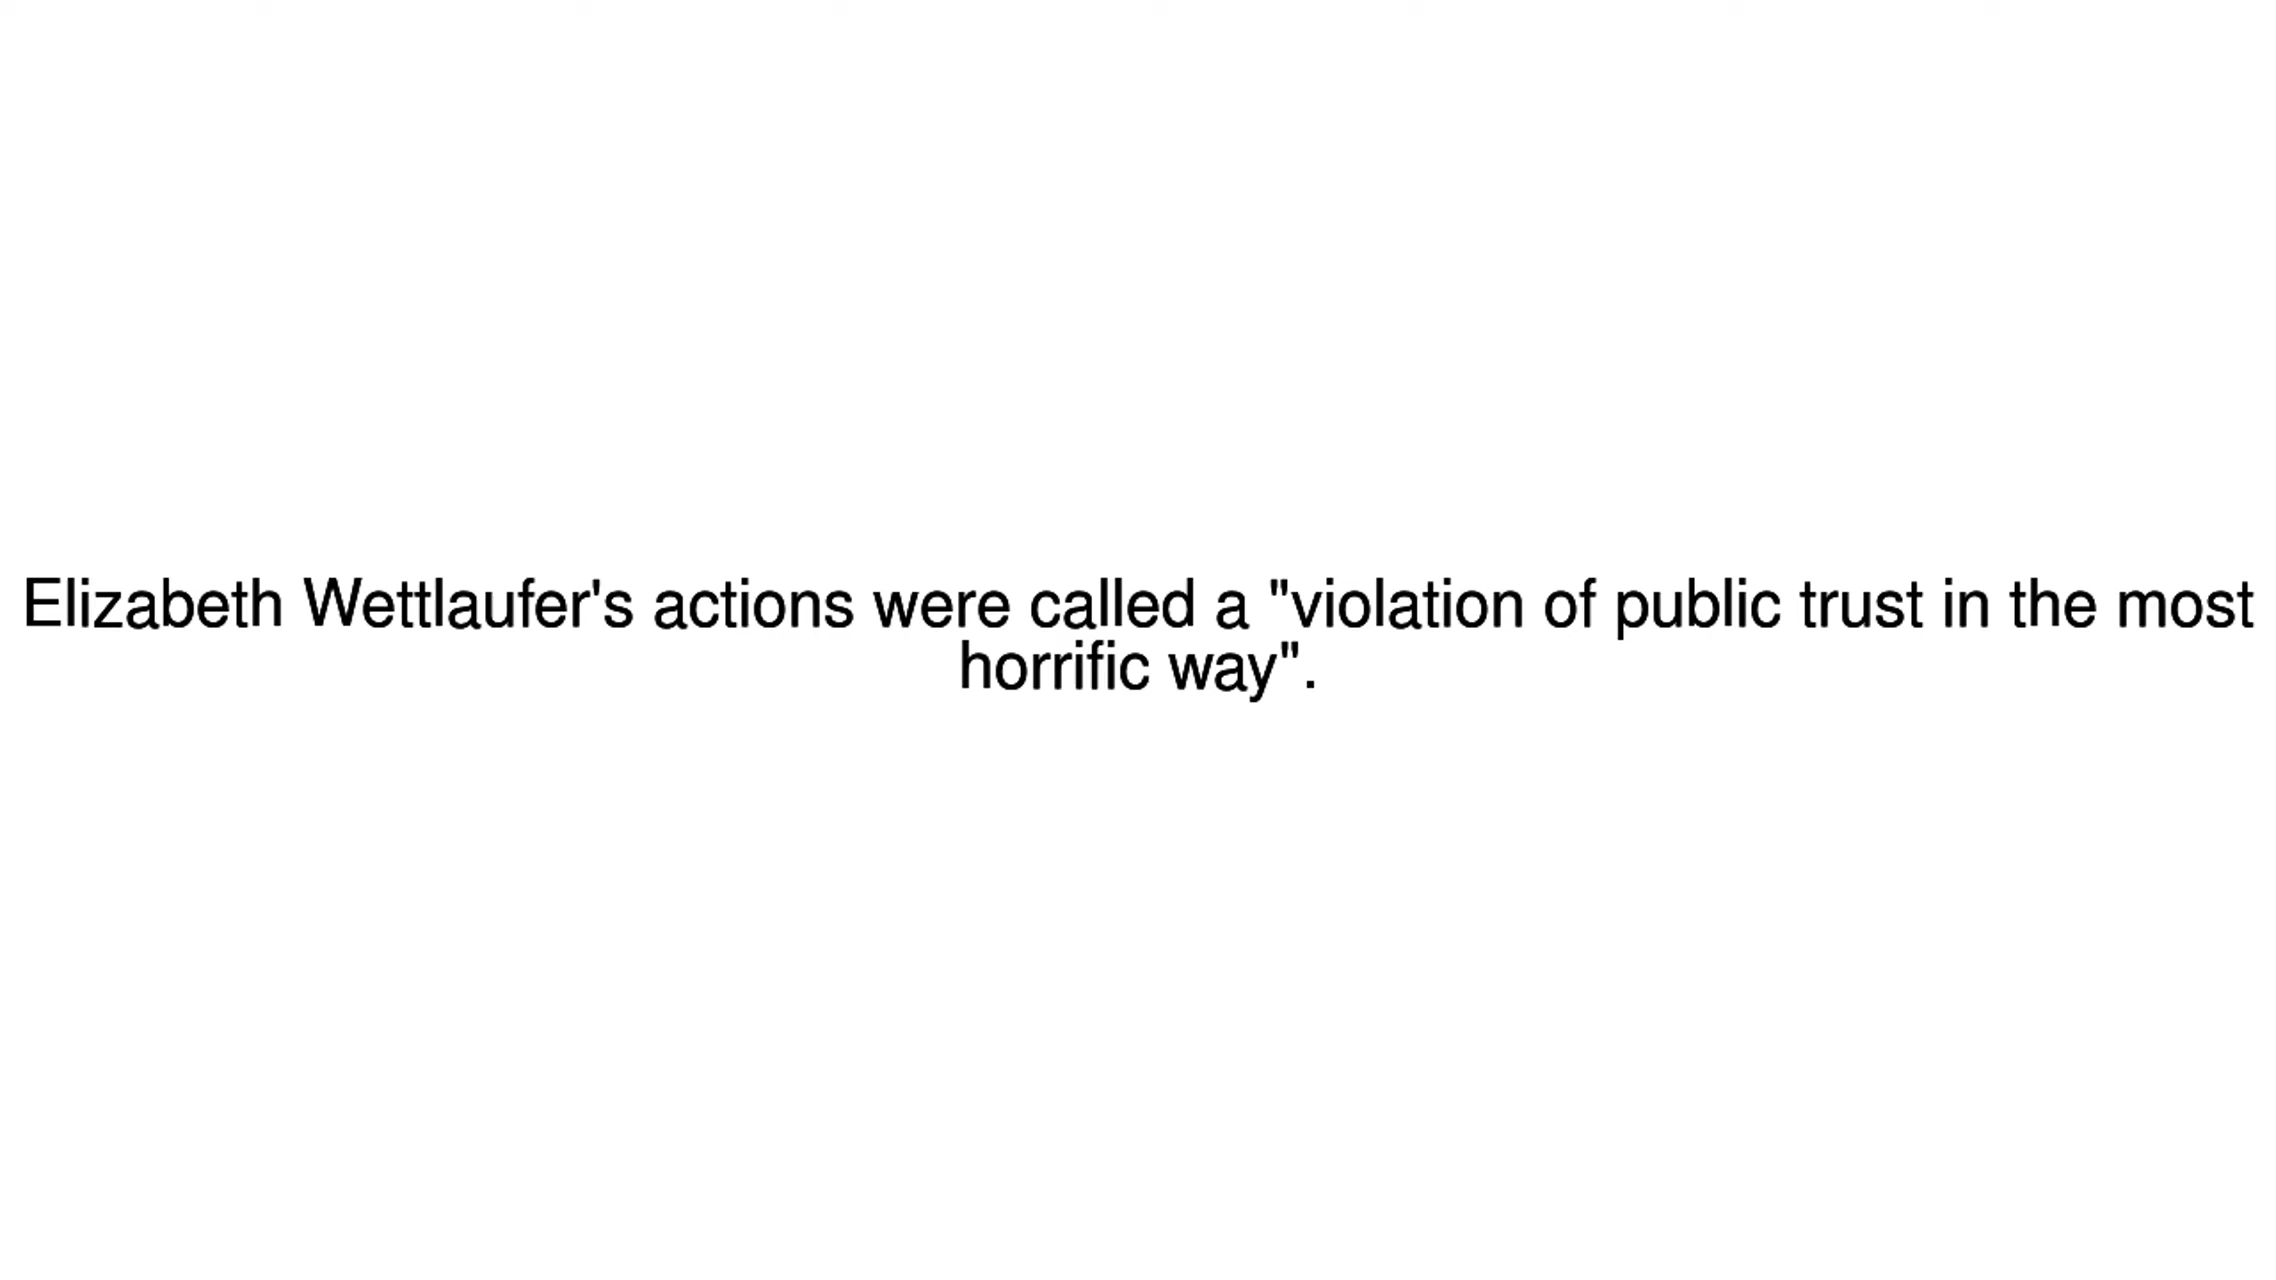 Elizabeth Wettlaufer's actions were called a "violation of public trust in the most
horrific way".